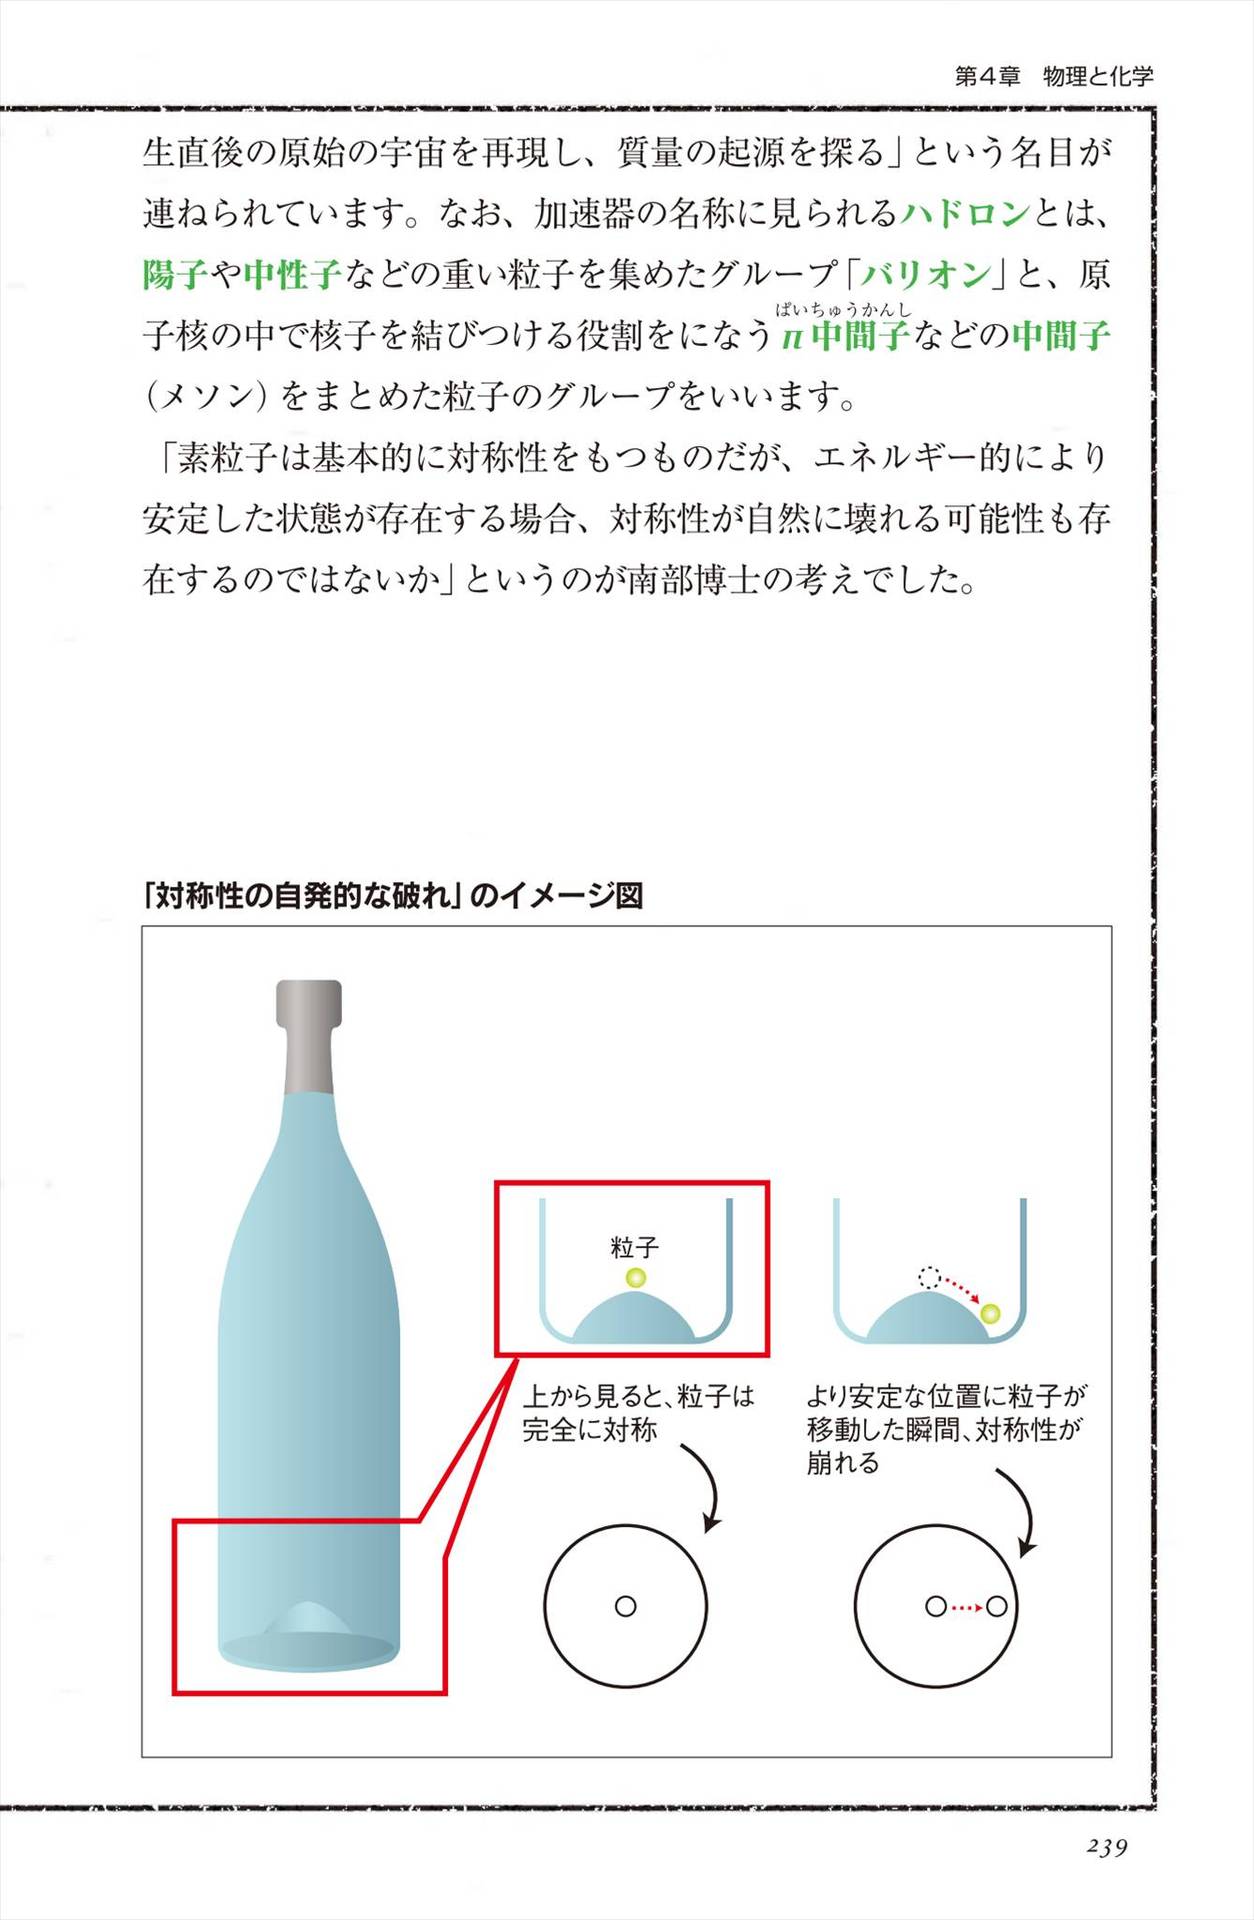 第4章　物理と化学
生直後の原始の宇宙を再現し、質量の起源を探る」という名目が
連ねられています。なお、加速器の名称に見られるハドロンとは、
陽子や中性子などの重い粒子を集めたグループ「バリオン」と、原
ぱいちゅうかんし
子核の中で核子を結びつける役割をになうπ中間子などの中間子
（メソン）をまとめた粒子のグループをいいます。
「素粒子は基本的に対称性をもつものだが、エネルギー的により
安定した状態が存在する場合、対称性が自然に壊れる可能性も存
在するのではないか」というのが南部博士の考えでした。
「対称性の自発的な破れ」のイメージ図
粒子
上から見ると、粒子は
完全に対称
より安定な位置に粒子が
移動した瞬間、対称性が
崩れる
239